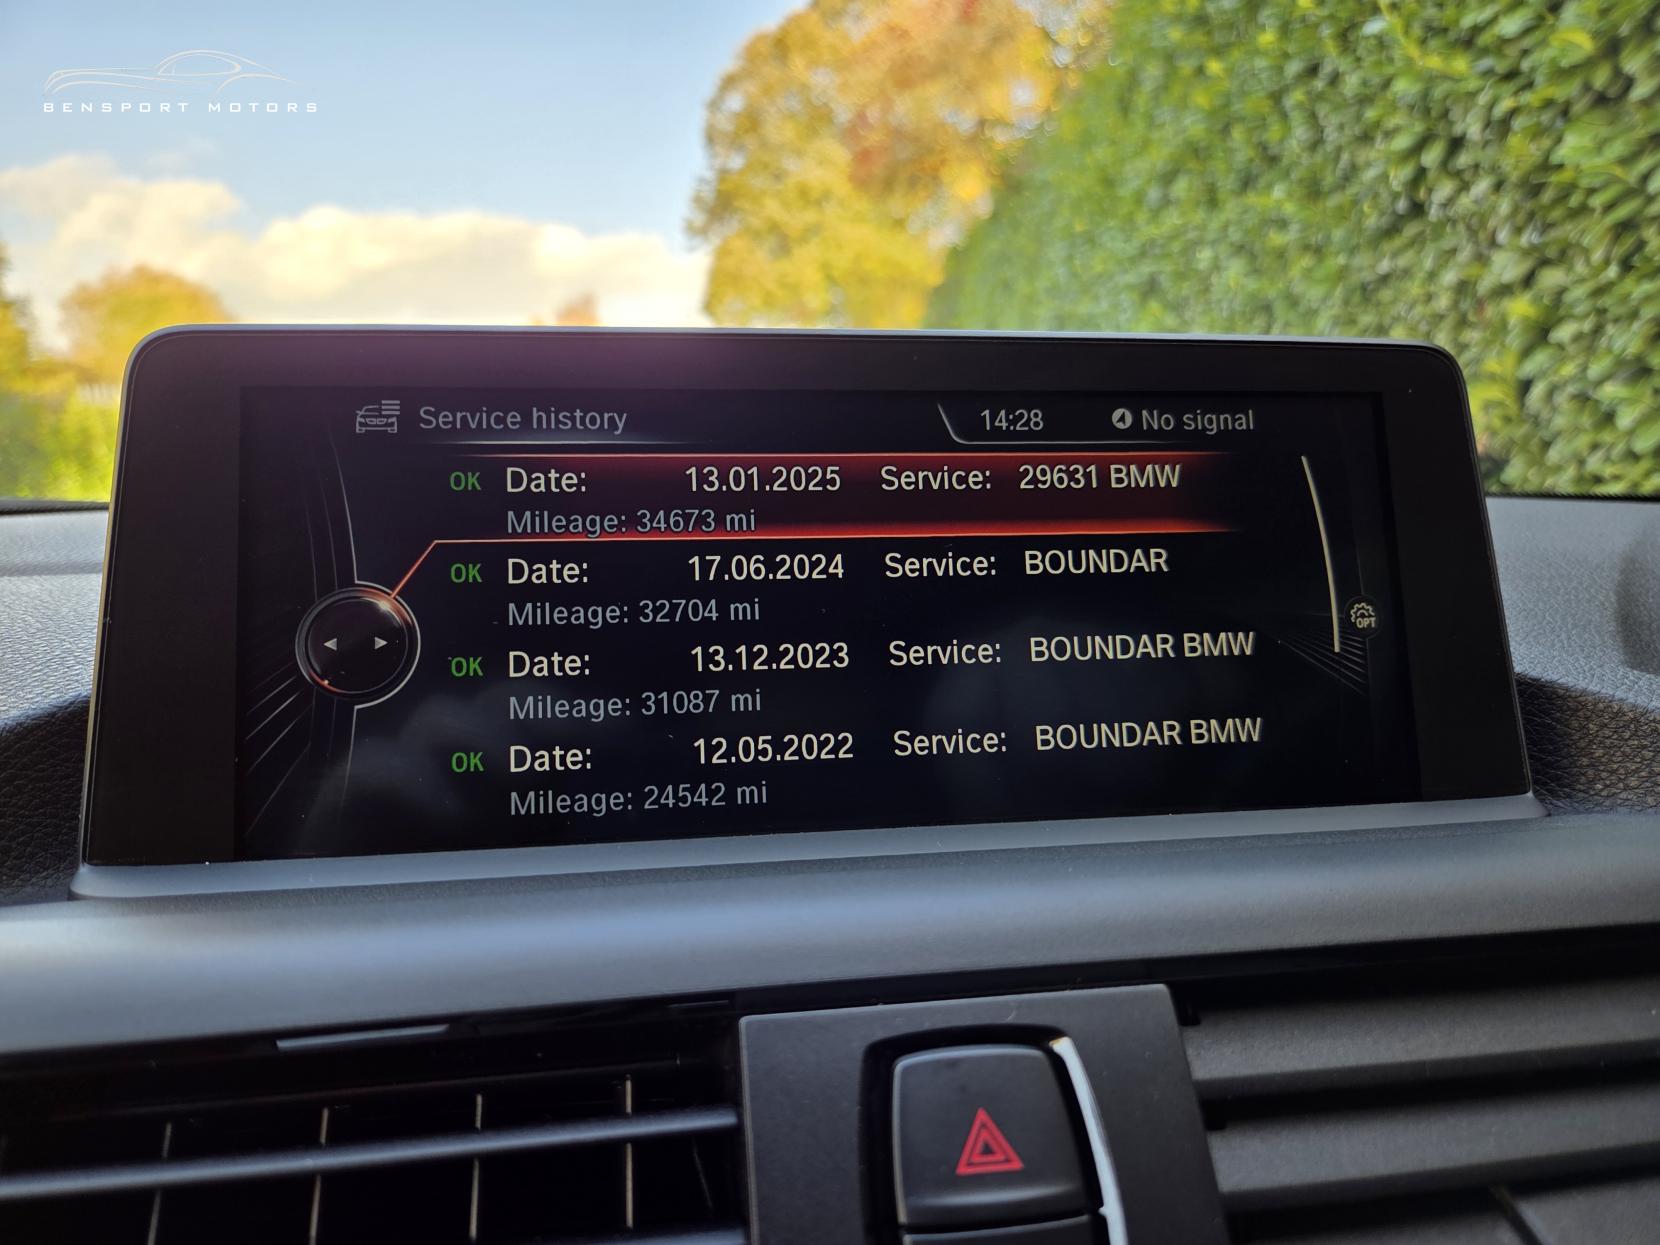 BENSPORT MOTORS
Service history 14:28 No signal
OK Date: 13.01.2025 Service: 29631 BMW
Mileage: 34673 mi
OK Date: 17.06.2024 Service: BOUNDAR
Mileage: 32704 mi
OK Date: 13.12.2023 Service: BOUNDAR BMW
Mileage: 31087 mi
OK Date: 12.05.2022 Service: BOUNDAR BMW
Mileage: 24542 mi
OPT